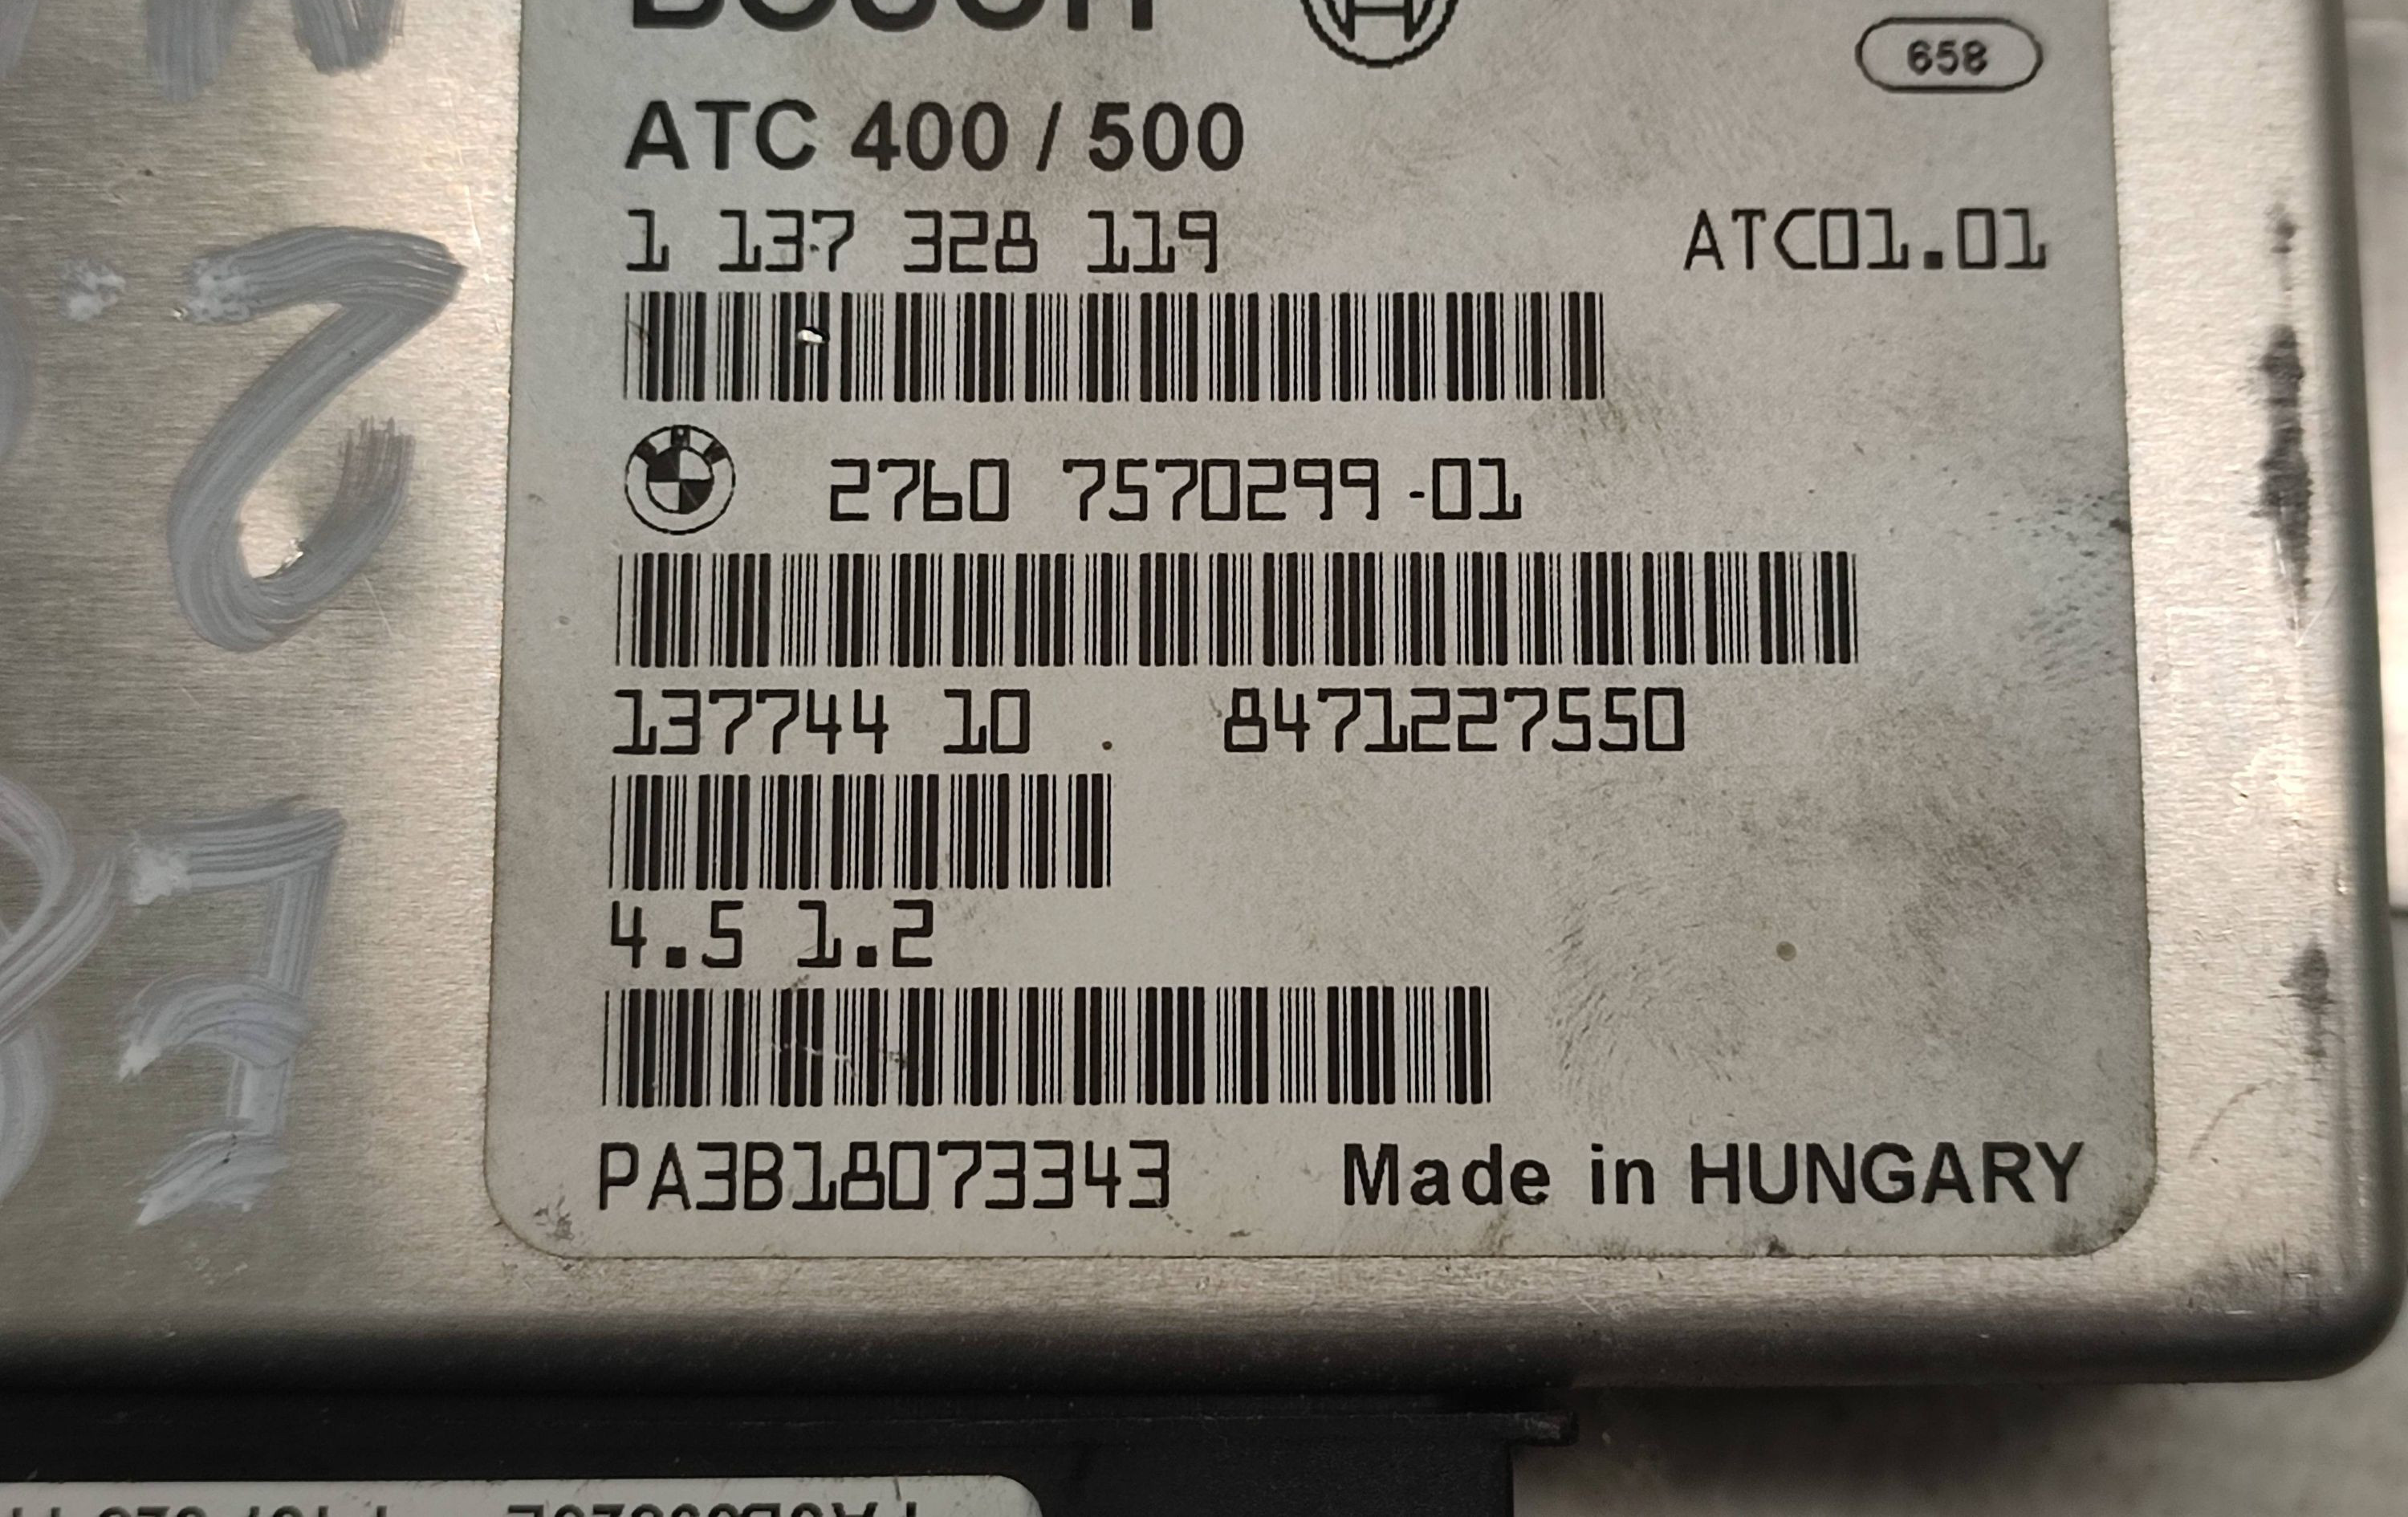 BOSCH
658
ATC 400 / 500
1 137 328 119 ATC01.01
2760 7570299-01
137744 10 8471227550
4.5 1.2
PA3B18073343 Made in HUNGARY